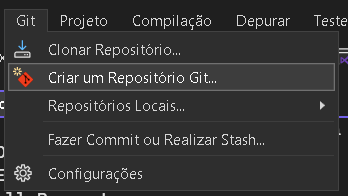 Git Projeto Compilação Depurar Teste
Clonar Repositório...
Criar um Repositório Git...
Repositórios Locais...
Fazer Commit ou Realizar Stash...
Configurações